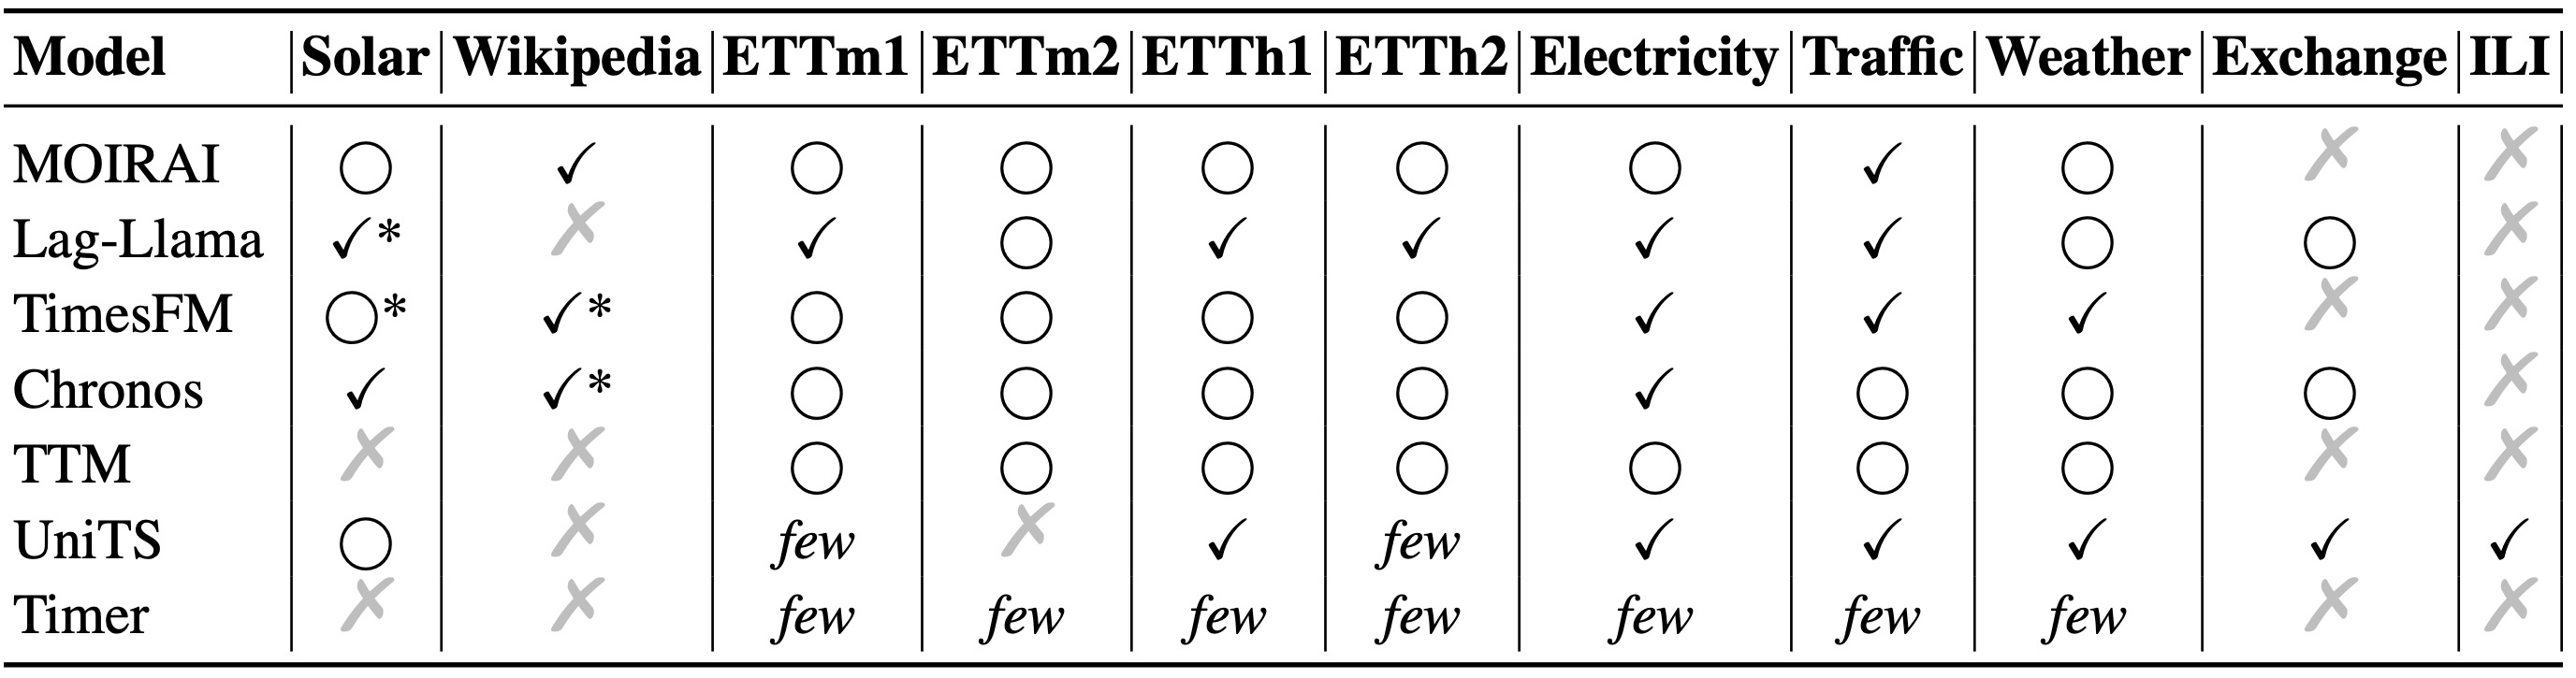 Model Solar Wikipedia ETTm1 ETTm2 ETTh1 ETTh2 Electricity Traffic Weather Exchange ILI
MOIRAI ○ ✓ ○ ○ ○ ○ ○ ✓ ○ ✗ ✗
Lag-Llama ✓* ✗ ✓ ○ ✓ ✓ ✓ ✓ ○ ○ ✗
TimesFM ○* ✓* ○ ○ ○ ○ ✓ ✓ ✓ ✗ ✗
Chronos ✓ ✓* ○ ○ ○ ○ ✓ ○ ○ ○ ✗
TTM ✗ ✗ ○ ○ ○ ○ ○ ○ ○ ✗ ✗
UniTS ○ ✗ few ✗ ✓ few ✓ ✓ ✓ ✓ ✓
Timer ✗ ✗ few few few few few few few ✗ ✗